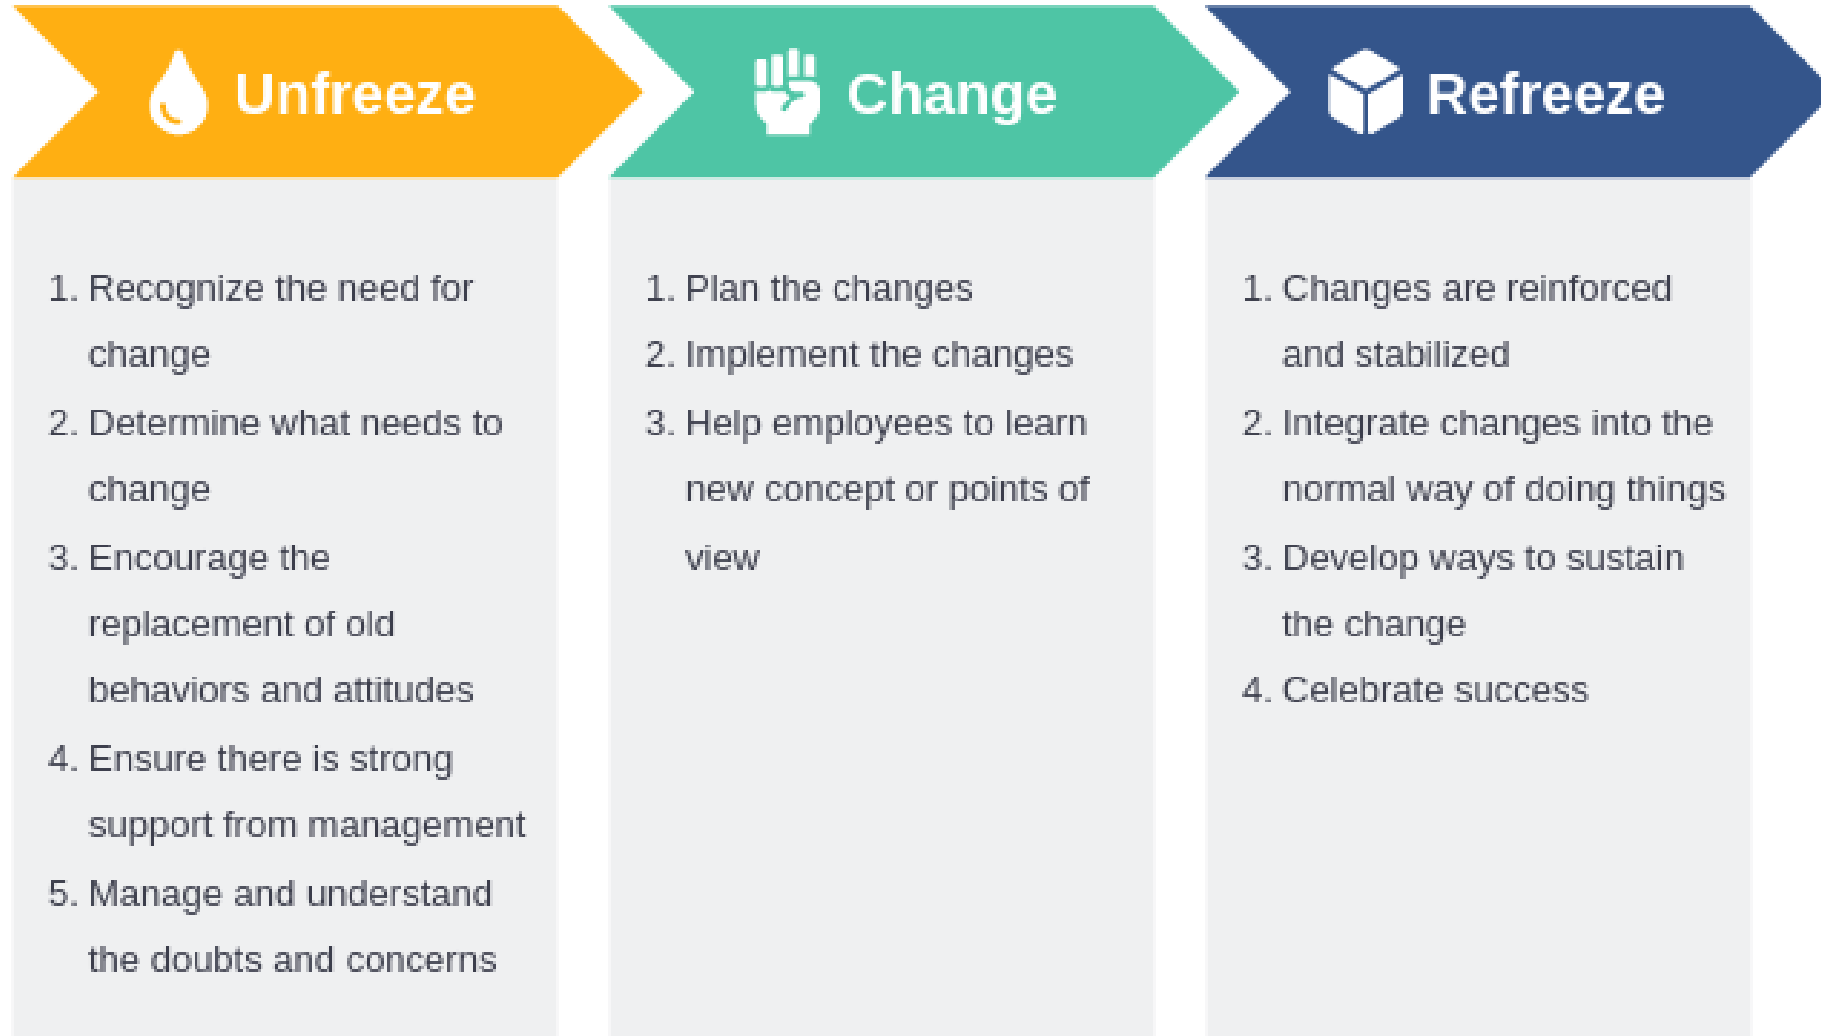 Unfreeze
1. Recognize the need for
change
2. Determine what needs to
change
3. Encourage the
replacement of old
behaviors and attitudes
4. Ensure there is strong
support from management
5. Manage and understand
the doubts and concerns
Change
1. Plan the changes
2. Implement the changes
3. Help employees to learn
new concept or points of
view
Refreeze
1. Changes are reinforced
and stabilized
2. Integrate changes into the
normal way of doing things
3. Develop ways to sustain
the change
4. Celebrate success